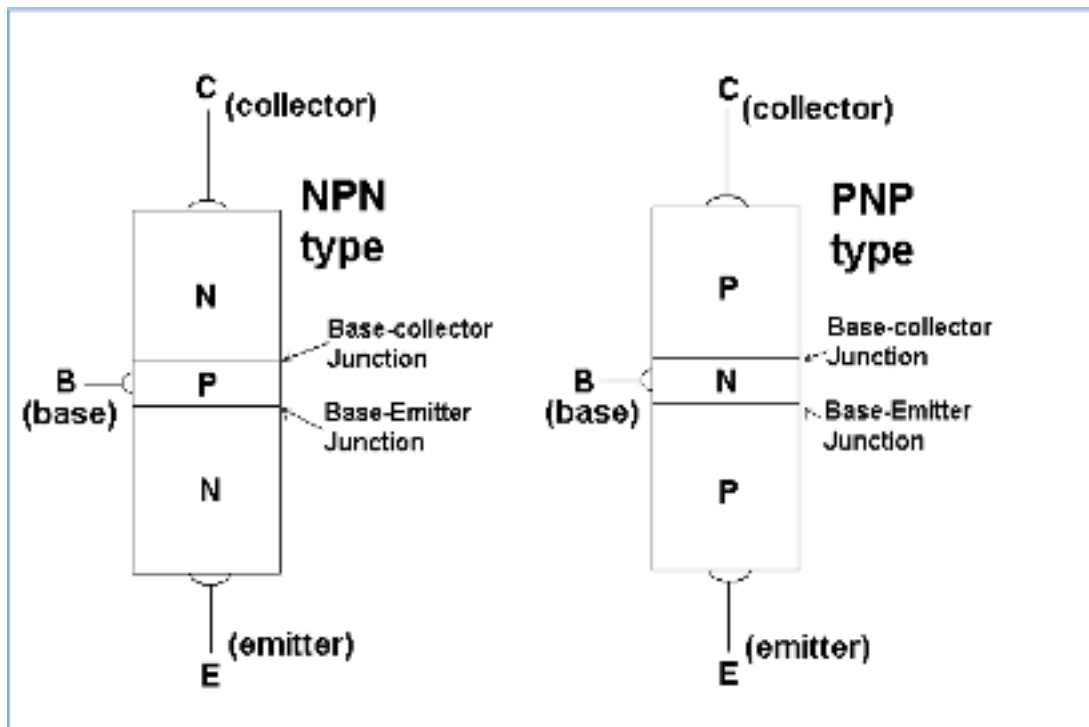 C
(collector)
NPN
type
N
Base-collector
Junction
B
(base)
P
Base-Emitter
Junction
N
(emitter)
E
C
(collector)
PNP
type
P
Base-collector
Junction
B
(base)
N
Base-Emitter
Junction
P
(emitter)
E